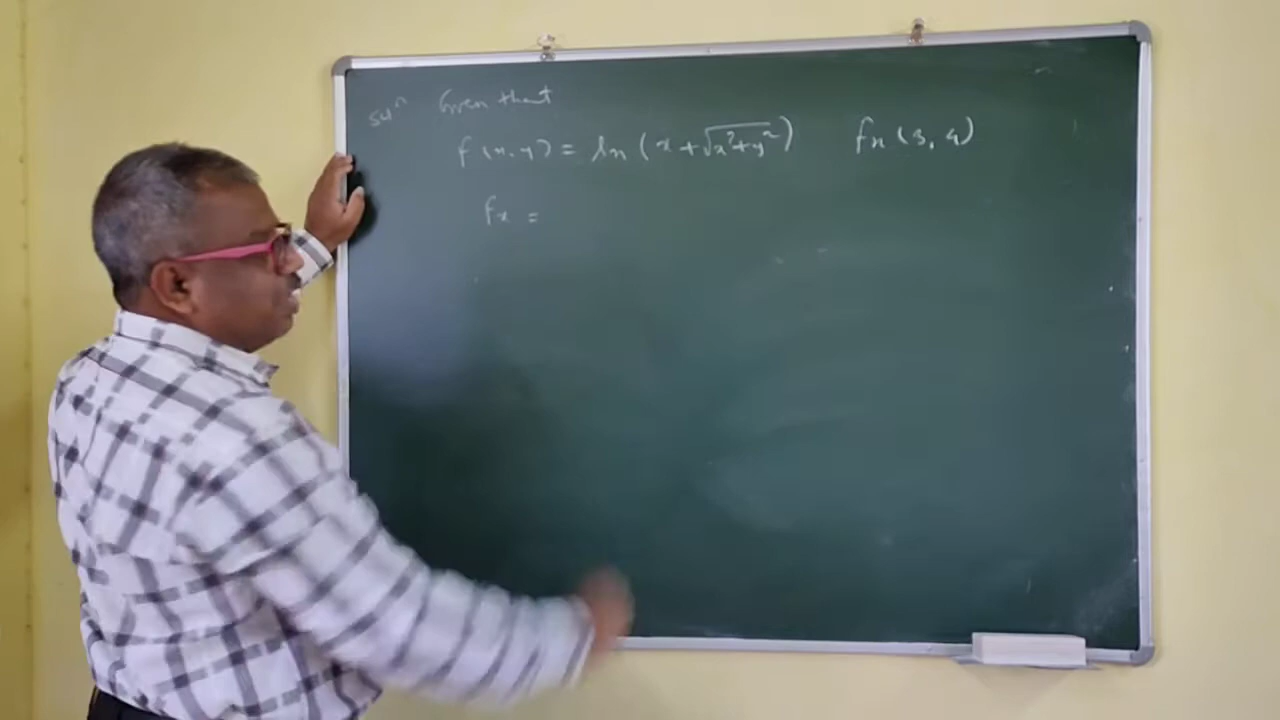 Solⁿ Given that
f(x, y) = ln (x + √x²+y²) fx (3, 4)
fx =